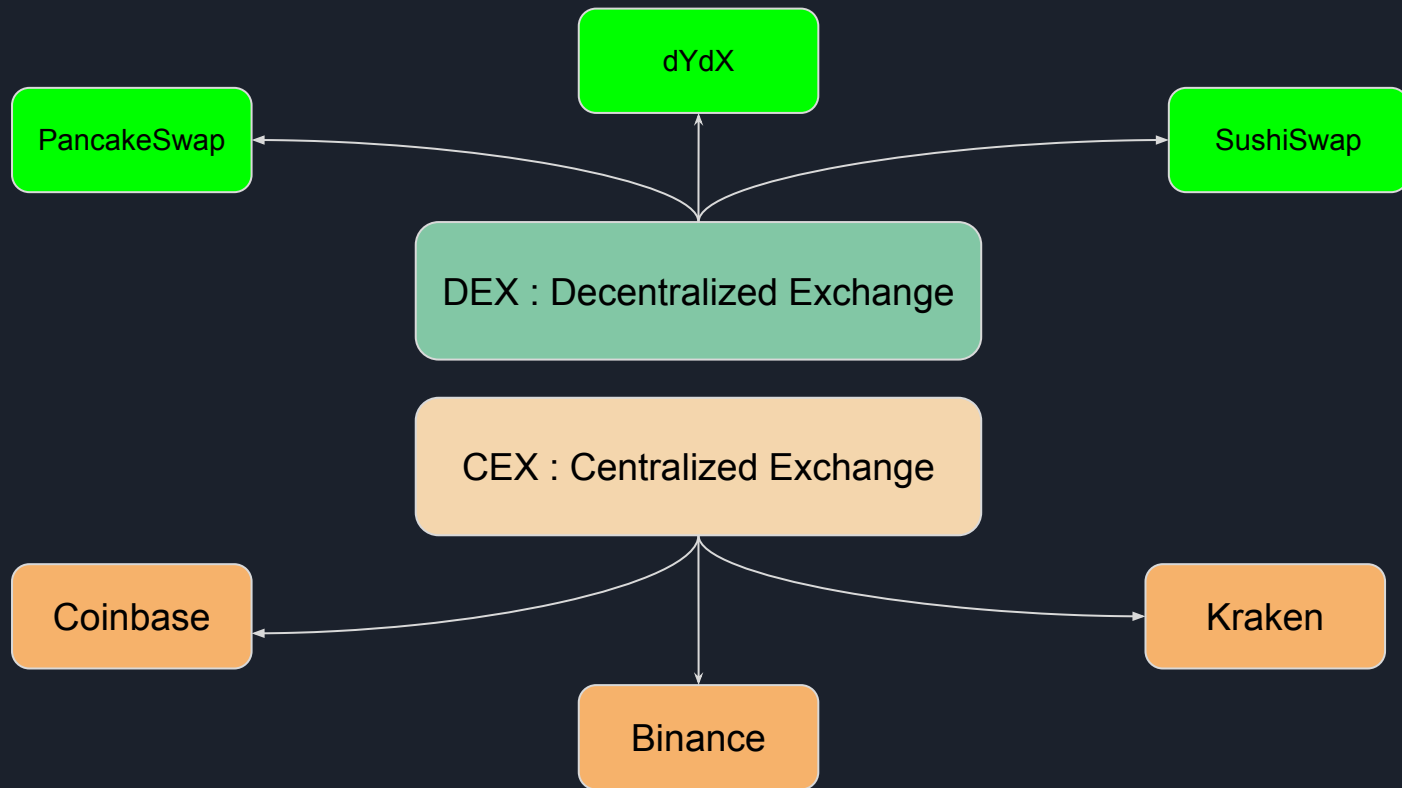 dYdX
PancakeSwap
SushiSwap
DEX : Decentralized Exchange
CEX : Centralized Exchange
Coinbase
Kraken
Binance